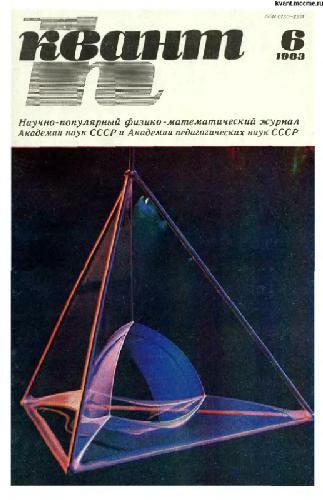 kvant.mccme.ru
квант
6
1983
Научно-популярный физико-математический журнал
Академии наук СССР и Академии педагогических наук СССР